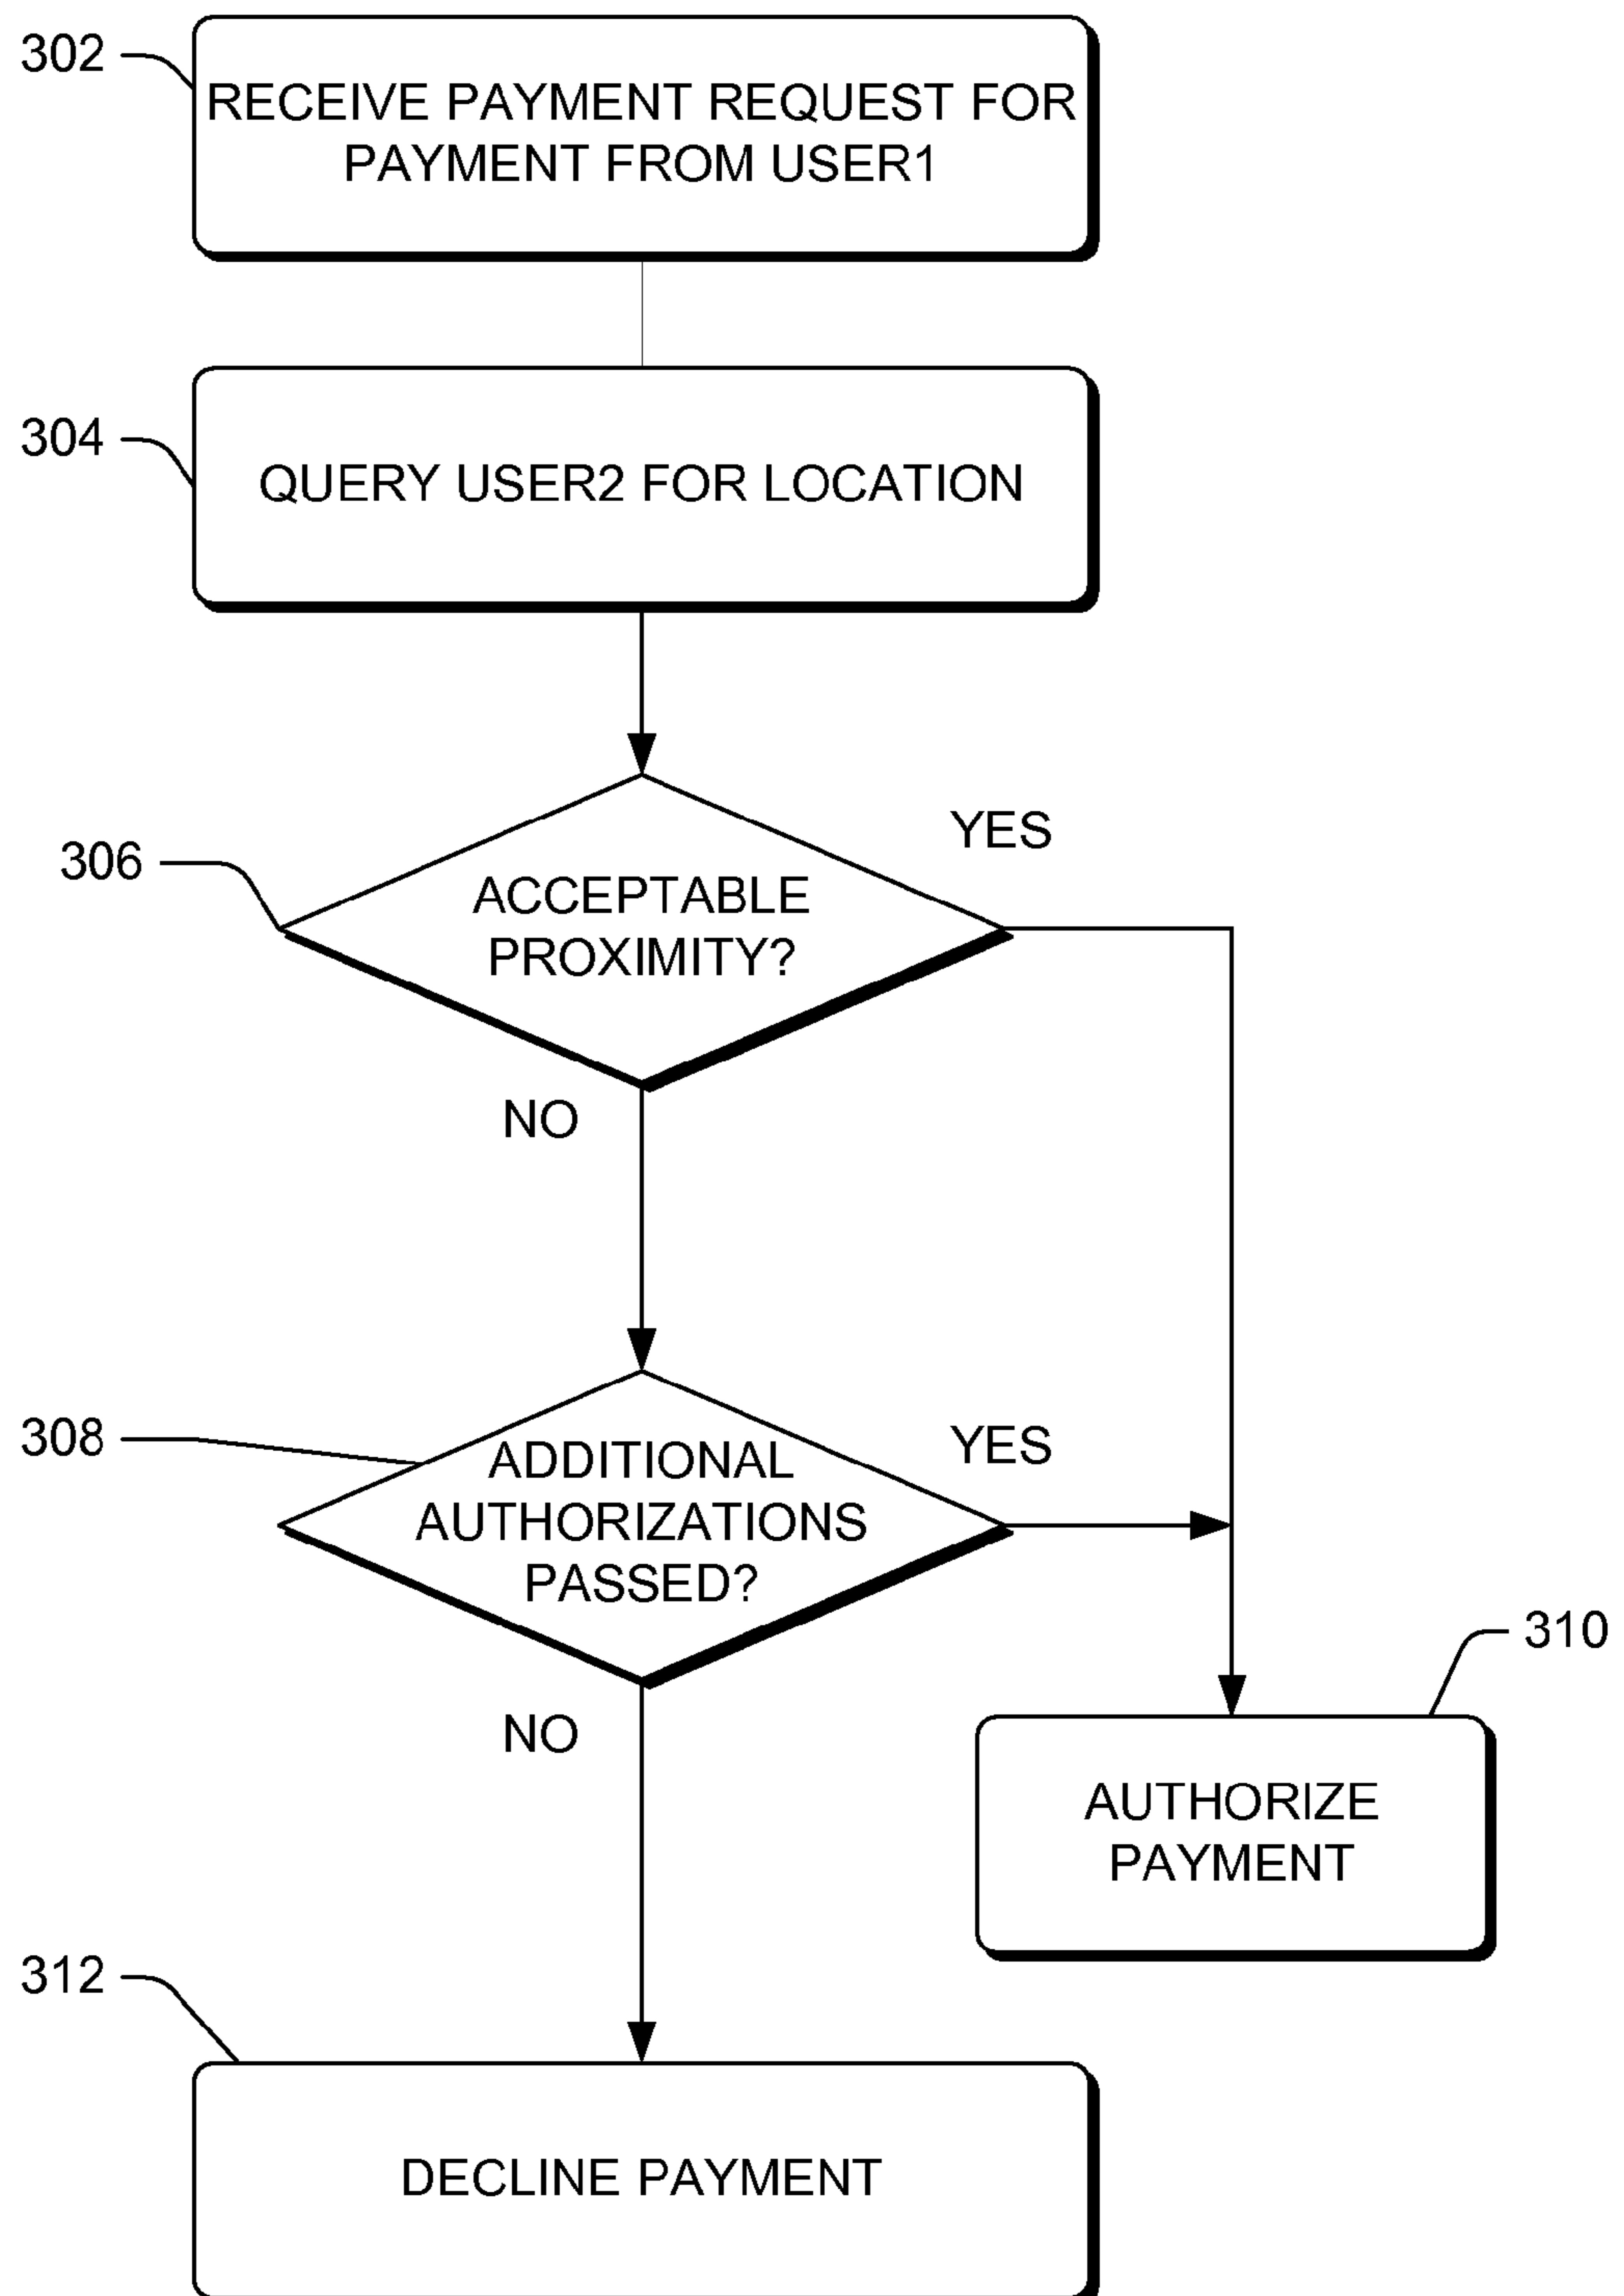 302
RECEIVE PAYMENT REQUEST FOR
PAYMENT FROM USER1
304
QUERY USER2 FOR LOCATION
YES
306
ACCEPTABLE
PROXIMITY?
NO
308
YES
ADDITIONAL
AUTHORIZATIONS
PASSED?
310
NO
AUTHORIZE
PAYMENT
312
DECLINE PAYMENT